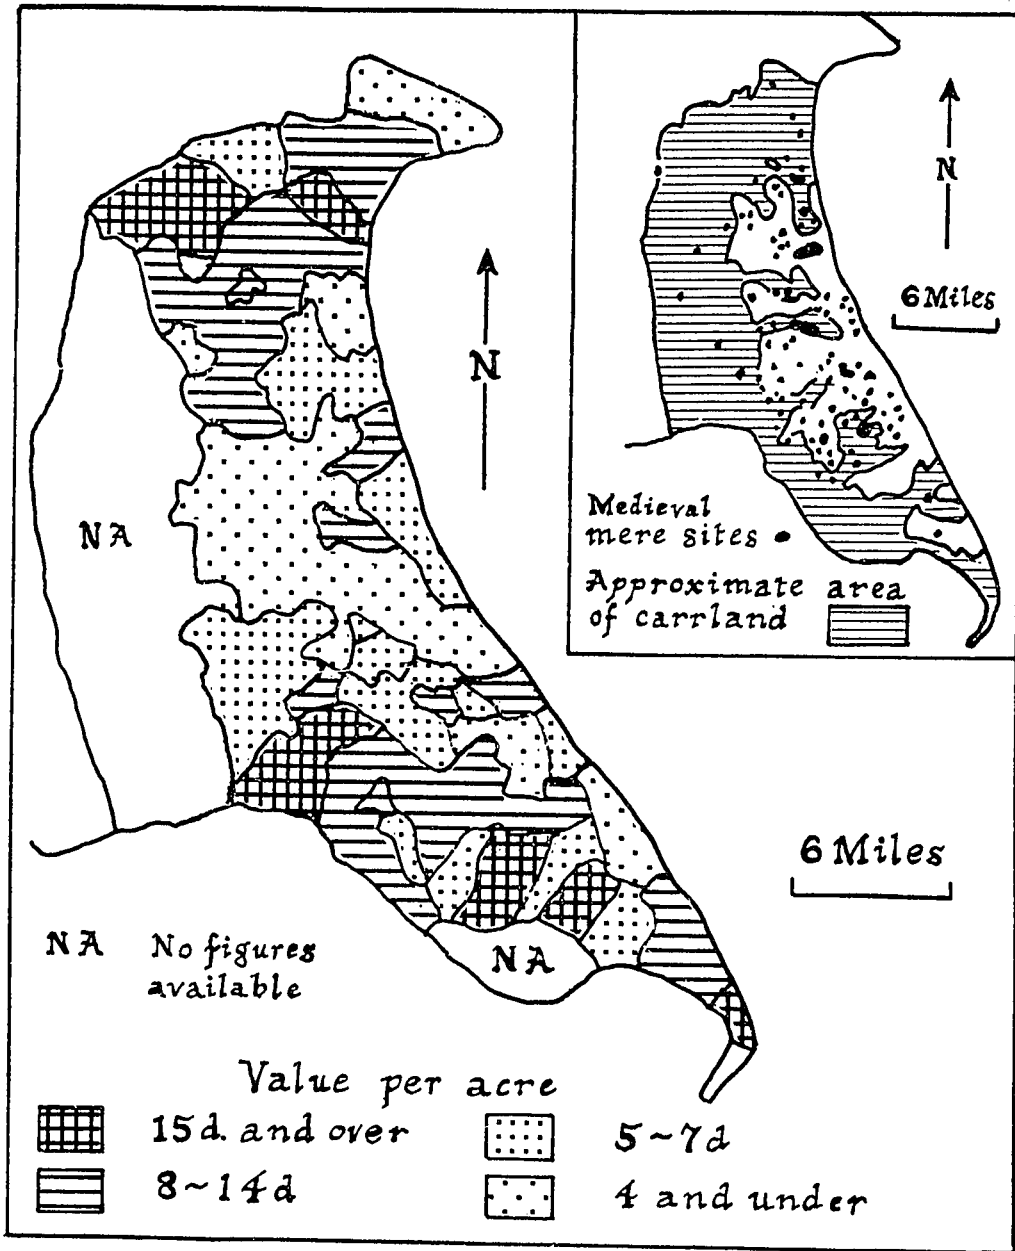 N
N
6 Miles
Medieval
mere sites
Approximate area
of carrland
NA
6 Miles
NA No figures
available
NA
Value per acre
15d. and over
5~7d
8~14d
4 and under